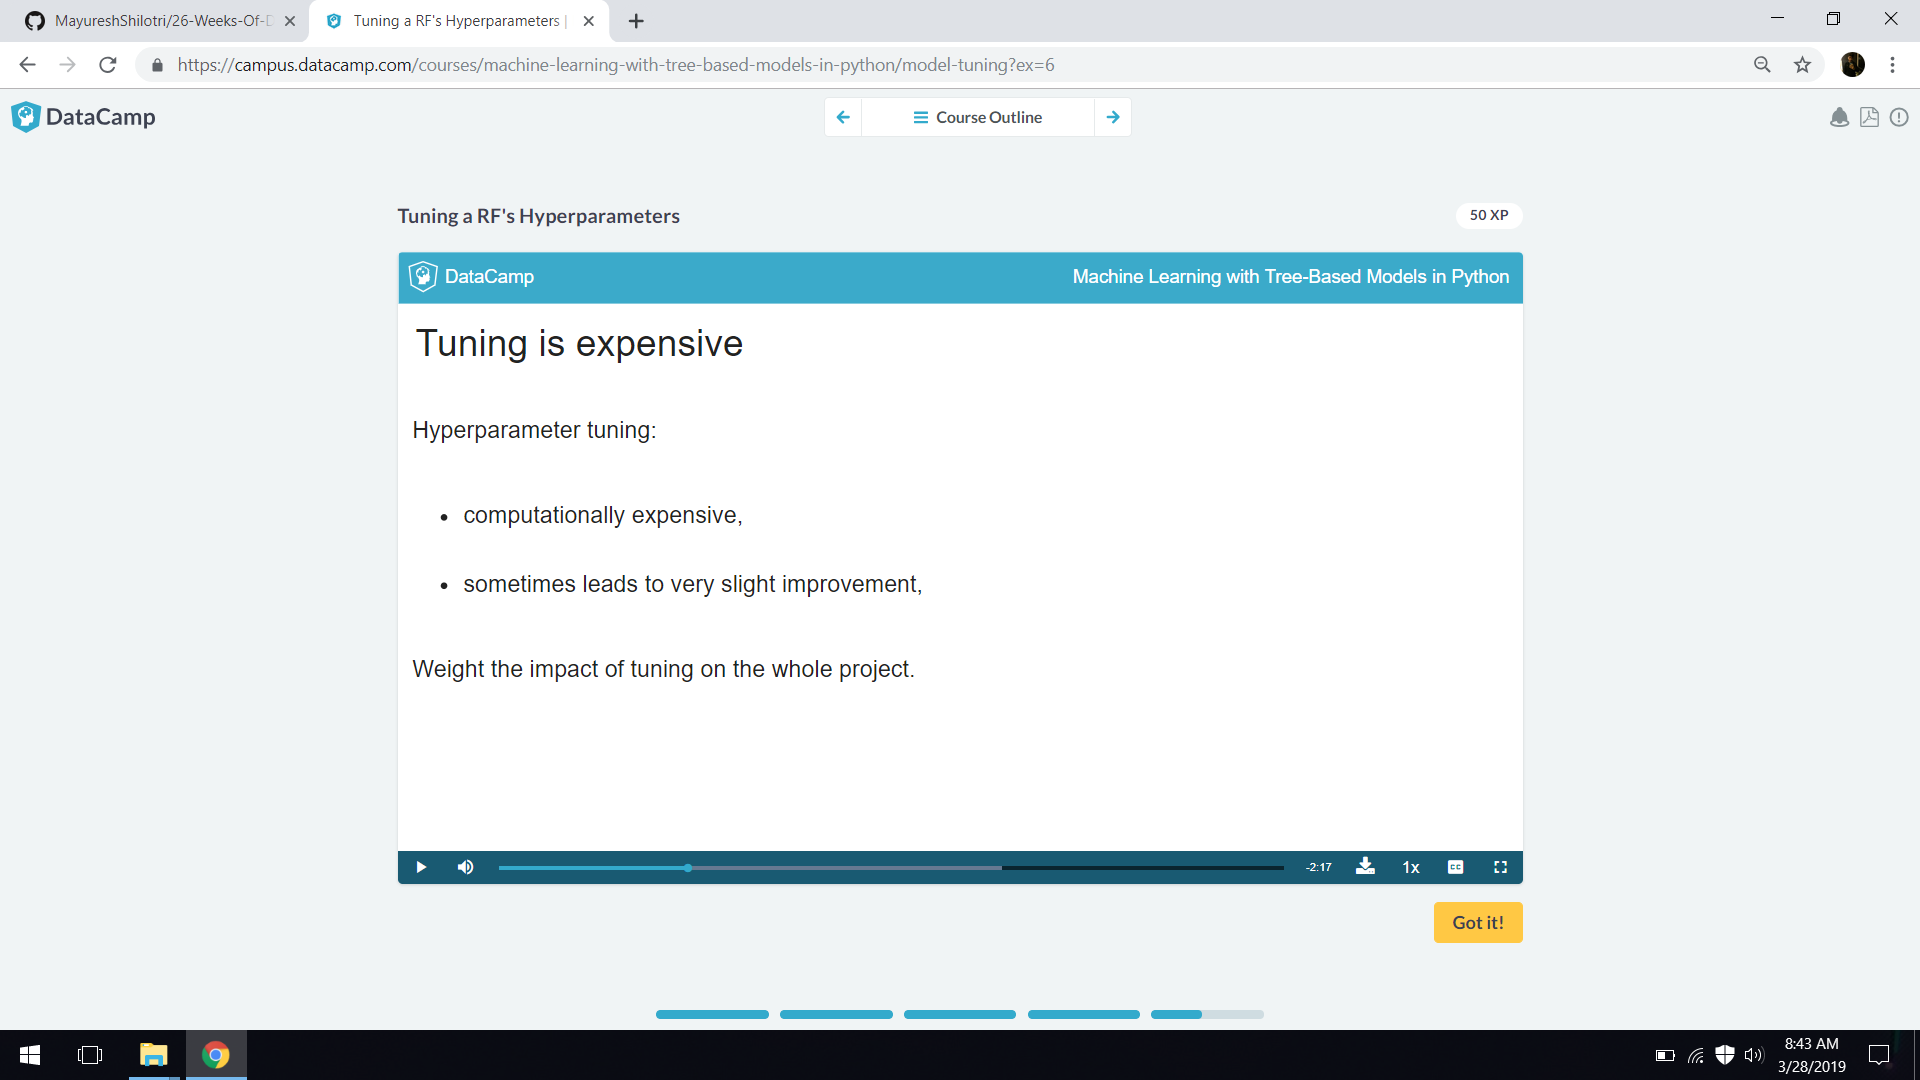 MayureshShilotri/26-Weeks-Of-D
Tuning a RF's Hyperparameters |
https://campus.datacamp.com/courses/machine-learning-with-tree-based-models-in-python/model-tuning?ex=6
DataCamp
Course Outline
Tuning a RF's Hyperparameters
50 XP
DataCamp
Machine Learning with Tree-Based Models in Python
Tuning is expensive
Hyperparameter tuning:
• computationally expensive,
• sometimes leads to very slight improvement,
Weight the impact of tuning on the whole project.
-2:17
1x
CC
Got it!
8:43 AM
3/28/2019